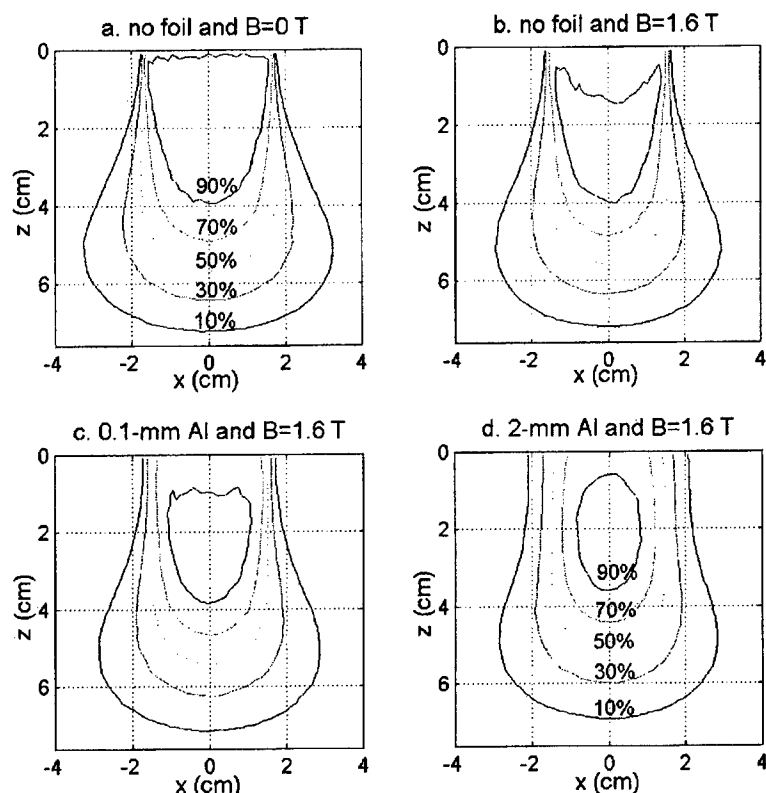 a. no foil and B=0 T
b. no foil and B=1.6 T
0
2
4
6
z (cm)
90%
70%
50%
30%
10%
-4 -2 0 2 4
x (cm)
0
2
4
6
z (cm)
-4 -2 0 2 4
x (cm)
c. 0.1-mm Al and B=1.6 T
d. 2-mm Al and B=1.6 T
0
2
4
6
z (cm)
-4 -2 0 2 4
x (cm)
0
2
4
6
z (cm)
90%
70%
50%
30%
10%
-4 -2 0 2 4
x (cm)